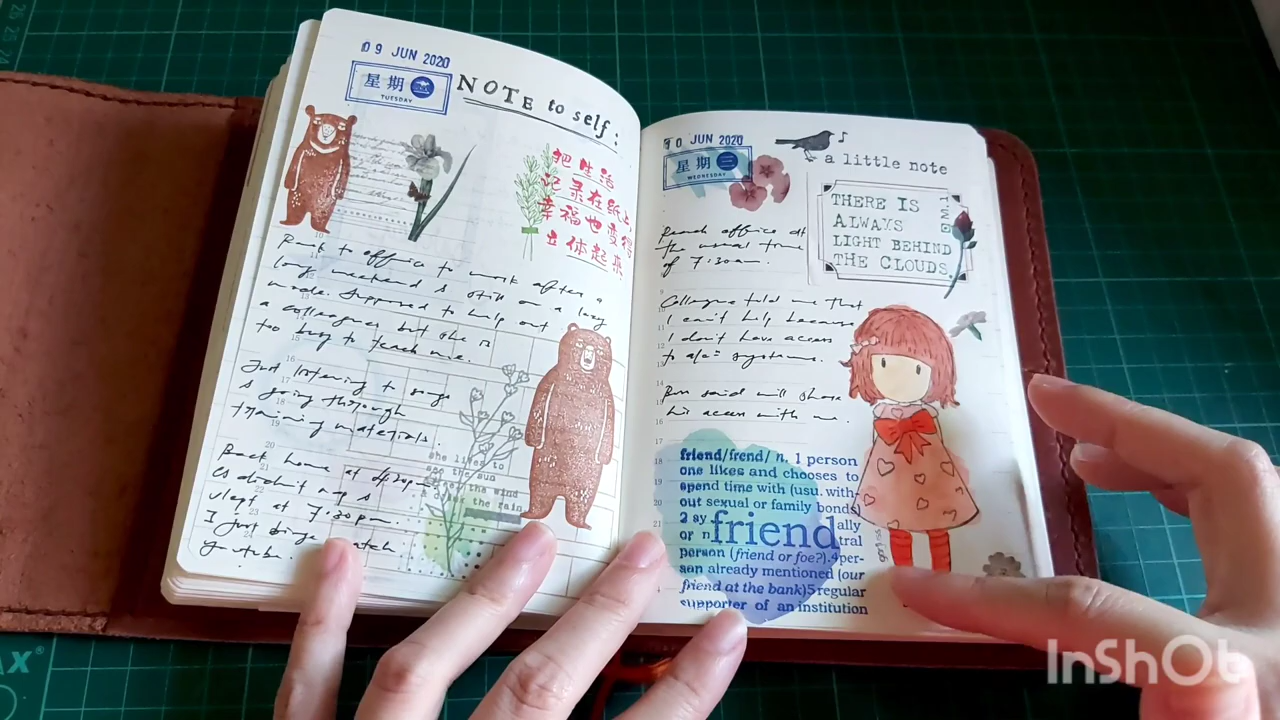 09 JUN 2020
星期
TUESDAY
NOTE to self:
把生活
记录在纸上,
幸福也变得
立体起来
Back to office to work after a
long weekend & still on a lazy
mode. Supposed to help out
a colleague, but she is
too busy to teach me.
Just listening to songs
& going through
training materials.
Back home at 4:30pm
&
slept at 7:30pm.
I just binge watch
youtube.
she likes to
see the sun
the wind
the rain
10 JUN 2020
星期三
WEDNESDAY
a little note
THERE IS
ALWAYS
LIGHT BEHIND
THE CLOUDS.
Reach office at
the usual time
of 7:30am.
Colleague told me that
I can't help because
I don't have access
to systems.
Boss said will share
his access with me.
friend/frend/ n. 1 person
one likes and chooses to
spend time with (usu. with-
out sexual or family bonds)
2 sy friend ally
or n tral
person (friend or foe?).4per-
son already mentioned (our
friend at the bank)5 regular
supporter of an institution
gorjuss
InShOt